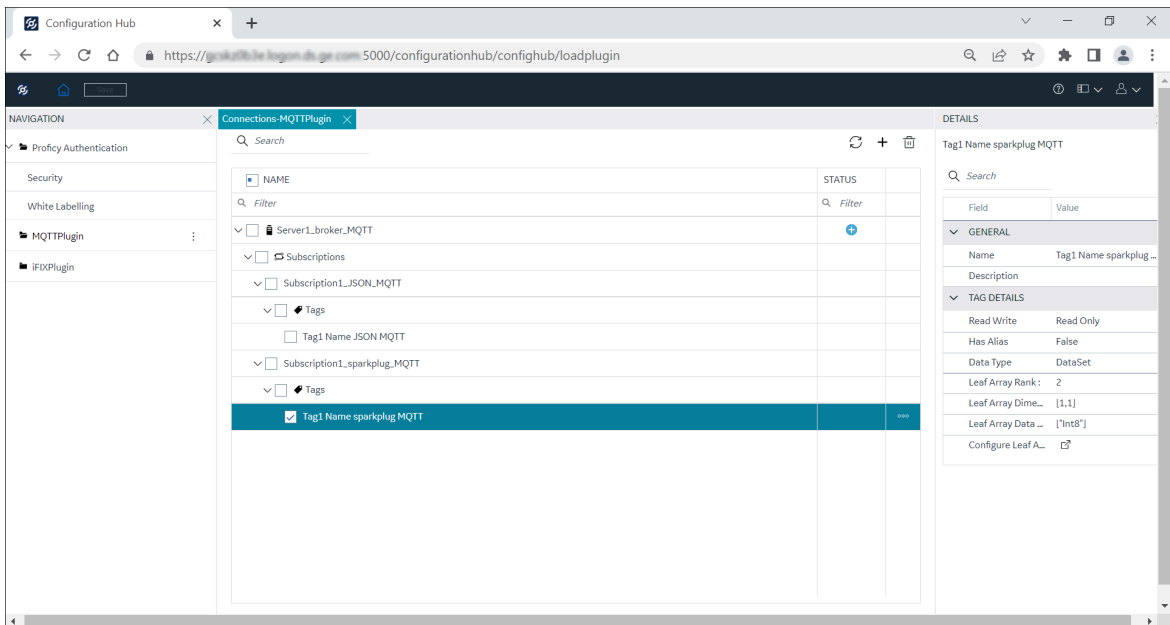 Configuration Hub
https:// 5000/configurationhub/confighub/loadplugin
Save
NAVIGATION
Connections-MQTTPlugin
DETAILS
Proficy Authentication
Search
Tag1 Name sparkplug MQTT
Security
NAME STATUS
Search
White Labelling
Filter Filter
Field Value
MQTTPlugin
Server1_broker_MQTT
GENERAL
Name Tag1 Name sparkplug ...
Subscriptions
iFIXPlugin
Description
Subscription1_JSON_MQTT
TAG DETAILS
Tags
Read Write Read Only
Tag1 Name JSON MQTT
Has Alias False
Subscription1_sparkplug_MQTT
Data Type DataSet
Tags
Leaf Array Rank : 2
Leaf Array Dime... [1,1]
Tag1 Name sparkplug MQTT
Leaf Array Data ... ["Int8"]
Configure Leaf A...